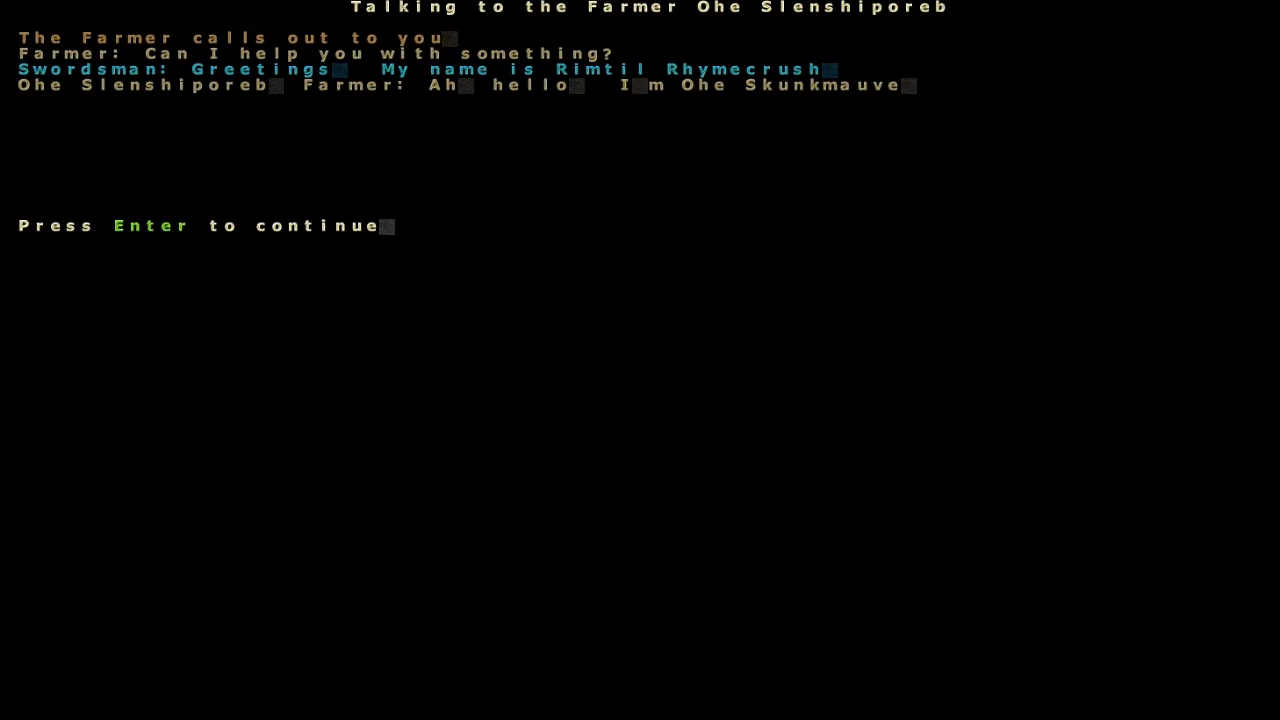 Talking to the Farmer Ohe Slenshiporeb
The Farmer calls out to you
Farmer: Can I help you with something?
Swordsman: Greetings  My name is Rimtil Rhymecrush
Ohe Slenshiporeb  Farmer: Ah  hello  I m Ohe Skunkmauve
Press Enter to continue